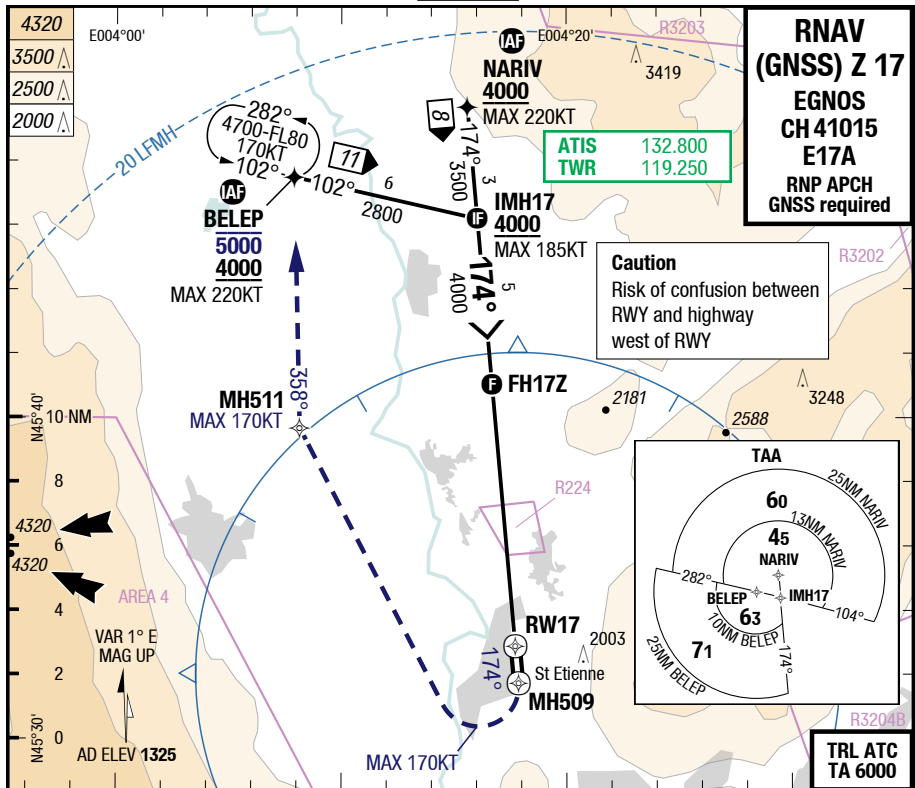 4320
3500
2500
2000
E004°00'
IAF
E004°20'
R3203
3419
NARIV
4000
MAX 220KT
RNAV
(GNSS) Z 17
EGNOS
CH 41015
E17A
RNP APCH
GNSS required
20 LFMH
282°
4700-FL80
170KT
102°
11
102°
6
2800
8
174°
3
3500
ATIS 132.800
TWR 119.250
IAF
BELEP
5000
4000
MAX 220KT
IF
IMH17
4000
MAX 185KT
R3202
174°
5
4000
Caution
Risk of confusion between
RWY and highway
west of RWY
F
FH17Z
358°
MH511
MAX 170KT
2181
3248
2588
N45°40'
10 NM
8
6
4
2
0
N45°30'
4320
4320
AREA 4
R224
TAA
25NM NARIV
60
13NM NARIV
45
NARIV
282°
BELEP
IMH17
104°
63
10NM BELEP
174°
71
25NM BELEP
VAR 1° E
MAG UP
AD ELEV 1325
RW17
2003
174°
St Etienne
MH509
MAX 170KT
R3204B
TRL ATC
TA 6000